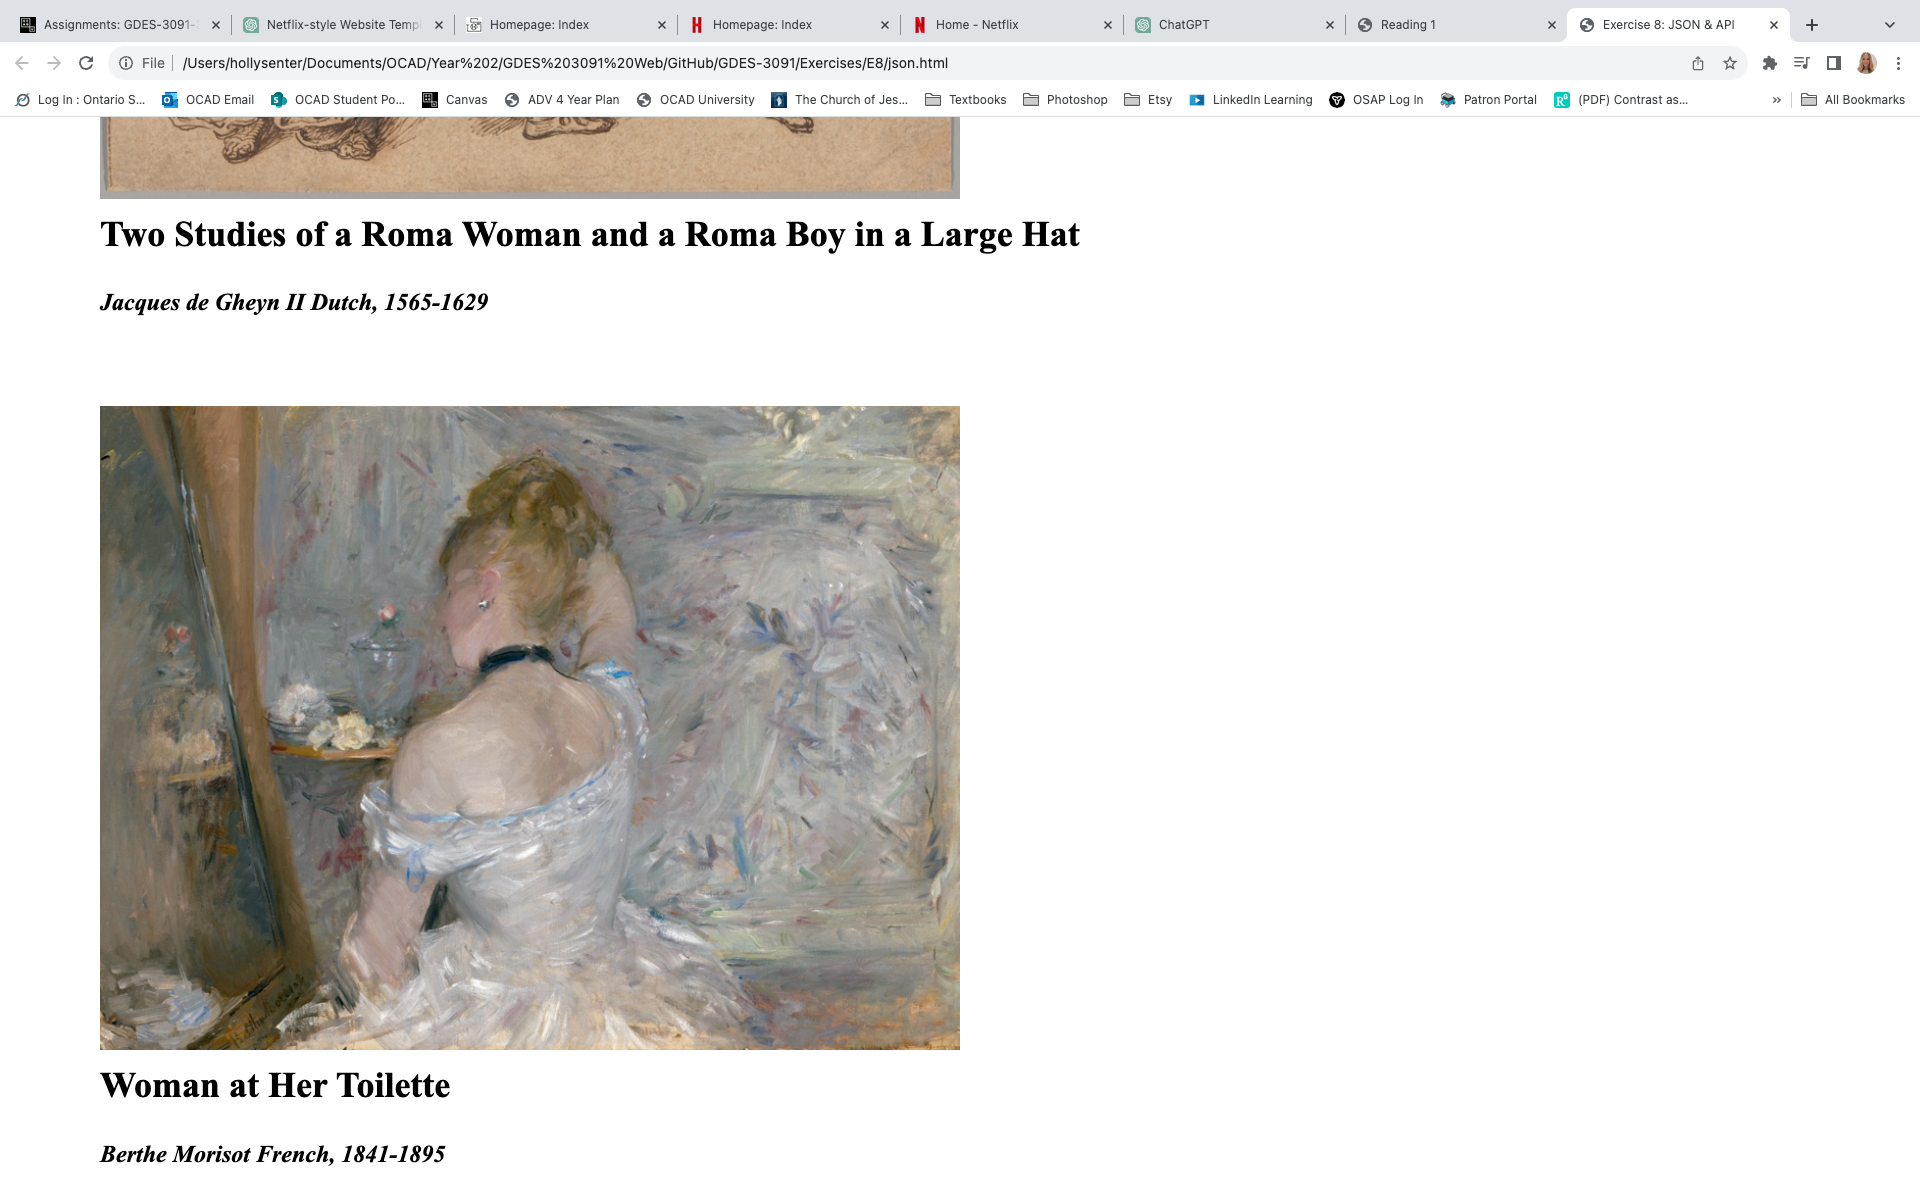 Assignments: GDES-3091-
Netflix-style Website Templ
Homepage: Index
Homepage: Index
Home - Netflix
ChatGPT
Reading 1
Exercise 8: JSON & API
File
/Users/hollysenter/Documents/OCAD/Year%202/GDES%203091%20Web/GitHub/GDES-3091/Exercises/E8/json.html
Log In : Ontario S...
OCAD Email
OCAD Student Po...
Canvas
ADV 4 Year Plan
OCAD University
The Church of Jes...
Textbooks
Photoshop
Etsy
LinkedIn Learning
OSAP Log In
Patron Portal
(PDF) Contrast as...
»
All Bookmarks
Two Studies of a Roma Woman and a Roma Boy in a Large Hat
Jacques de Gheyn II Dutch, 1565-1629
Woman at Her Toilette
Berthe Morisot French, 1841-1895